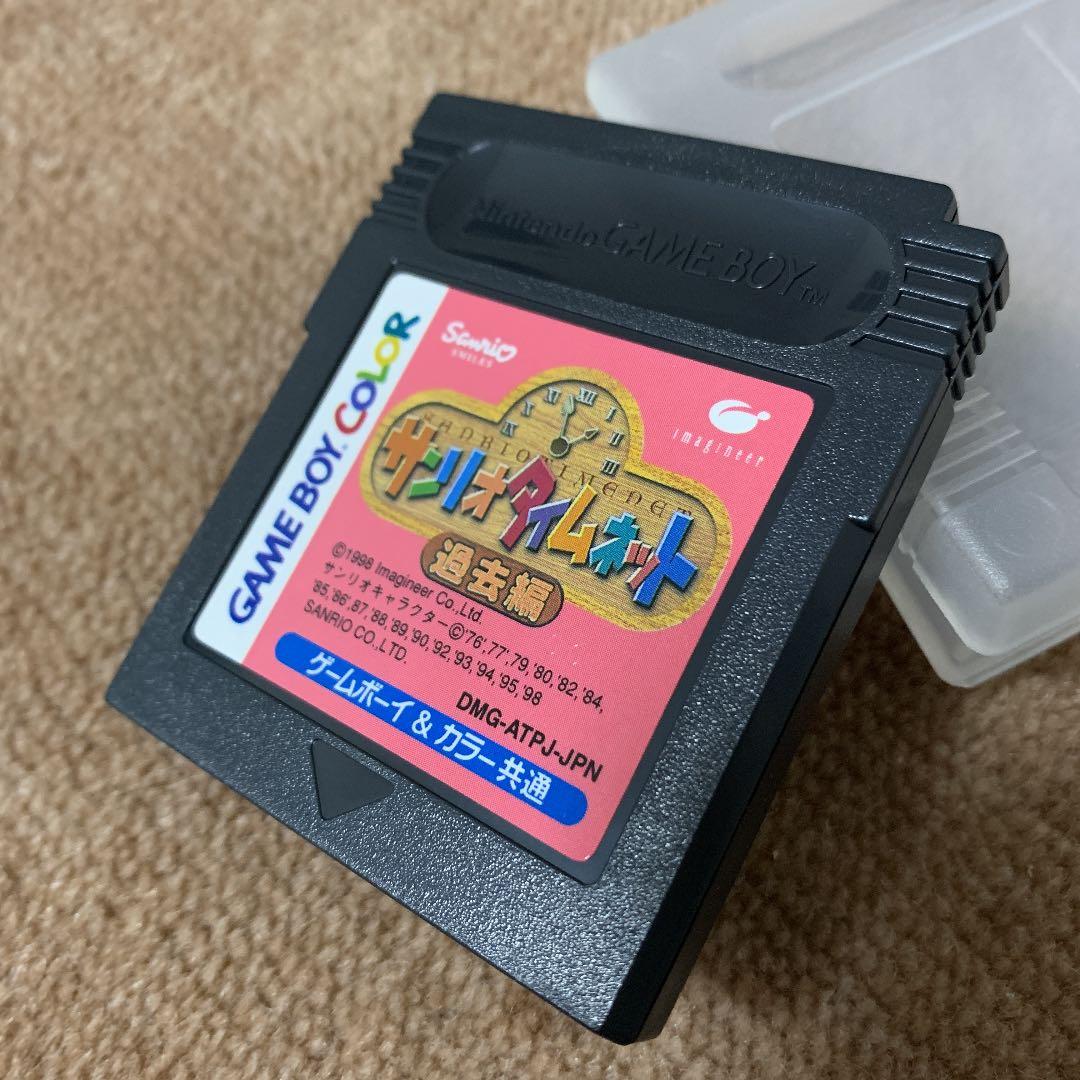 Nintendo GAME BOY™
GAME BOY COLOR
Sanrio
SMILES
imagineer
SANRIO TIMENET
サンリオタイムネット
過去編
©1998 Imagineer Co.,Ltd.
サンリオキャラクター©'76,'77,'79,'80,'82,'84,
'85,'86,'87,'88,'89,'90,'92,'93,'94,'95,'98
SANRIO CO.,LTD.
DMG-ATPJ-JPN
ゲームボーイ&カラー共通